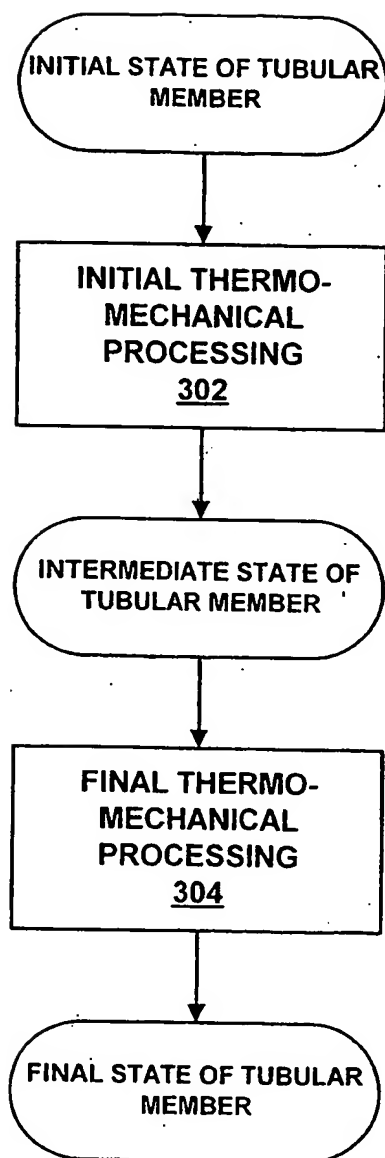 INITIAL STATE OF TUBULAR
MEMBER
INITIAL THERMO-
MECHANICAL
PROCESSING
302
INTERMEDIATE STATE OF
TUBULAR MEMBER
FINAL THERMO-
MECHANICAL
PROCESSING
304
FINAL STATE OF TUBULAR
MEMBER